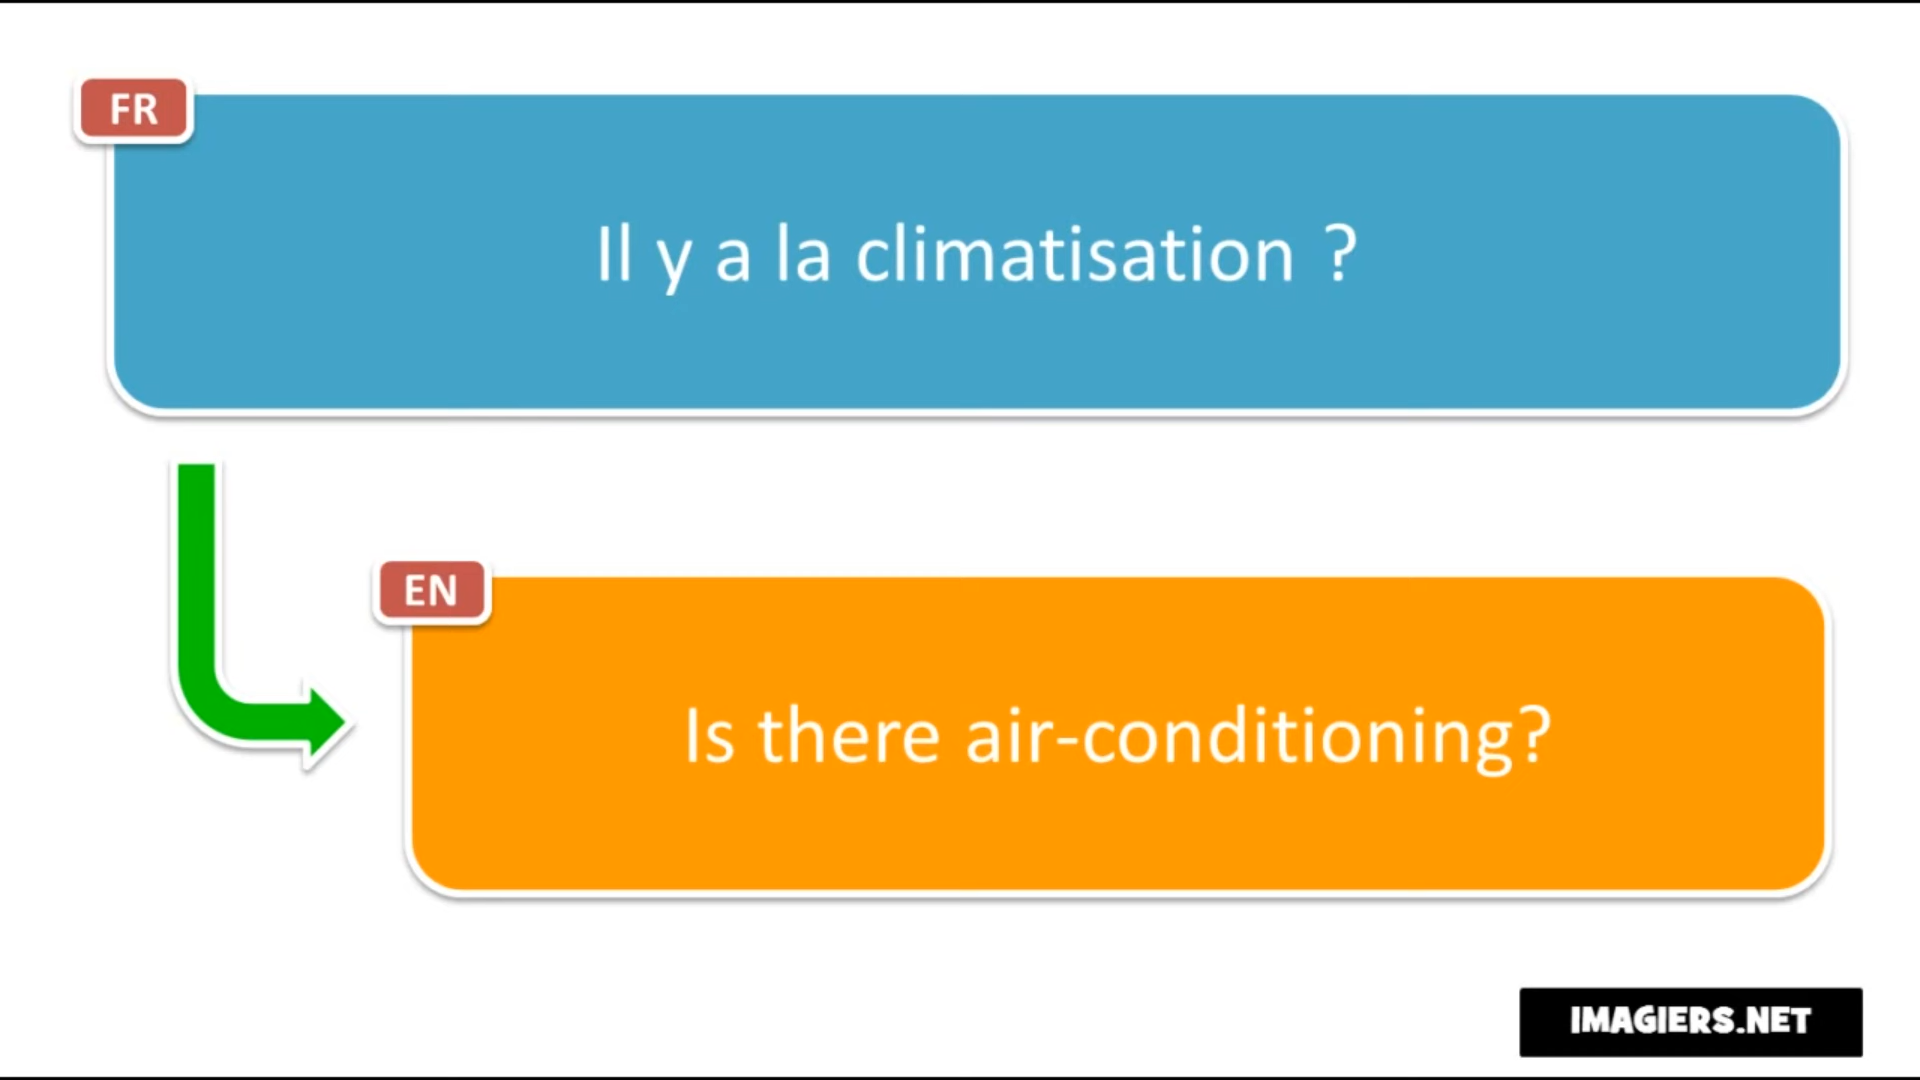 FR
Il y a la climatisation ?
EN
Is there air-conditioning?
IMAGIERS.NET